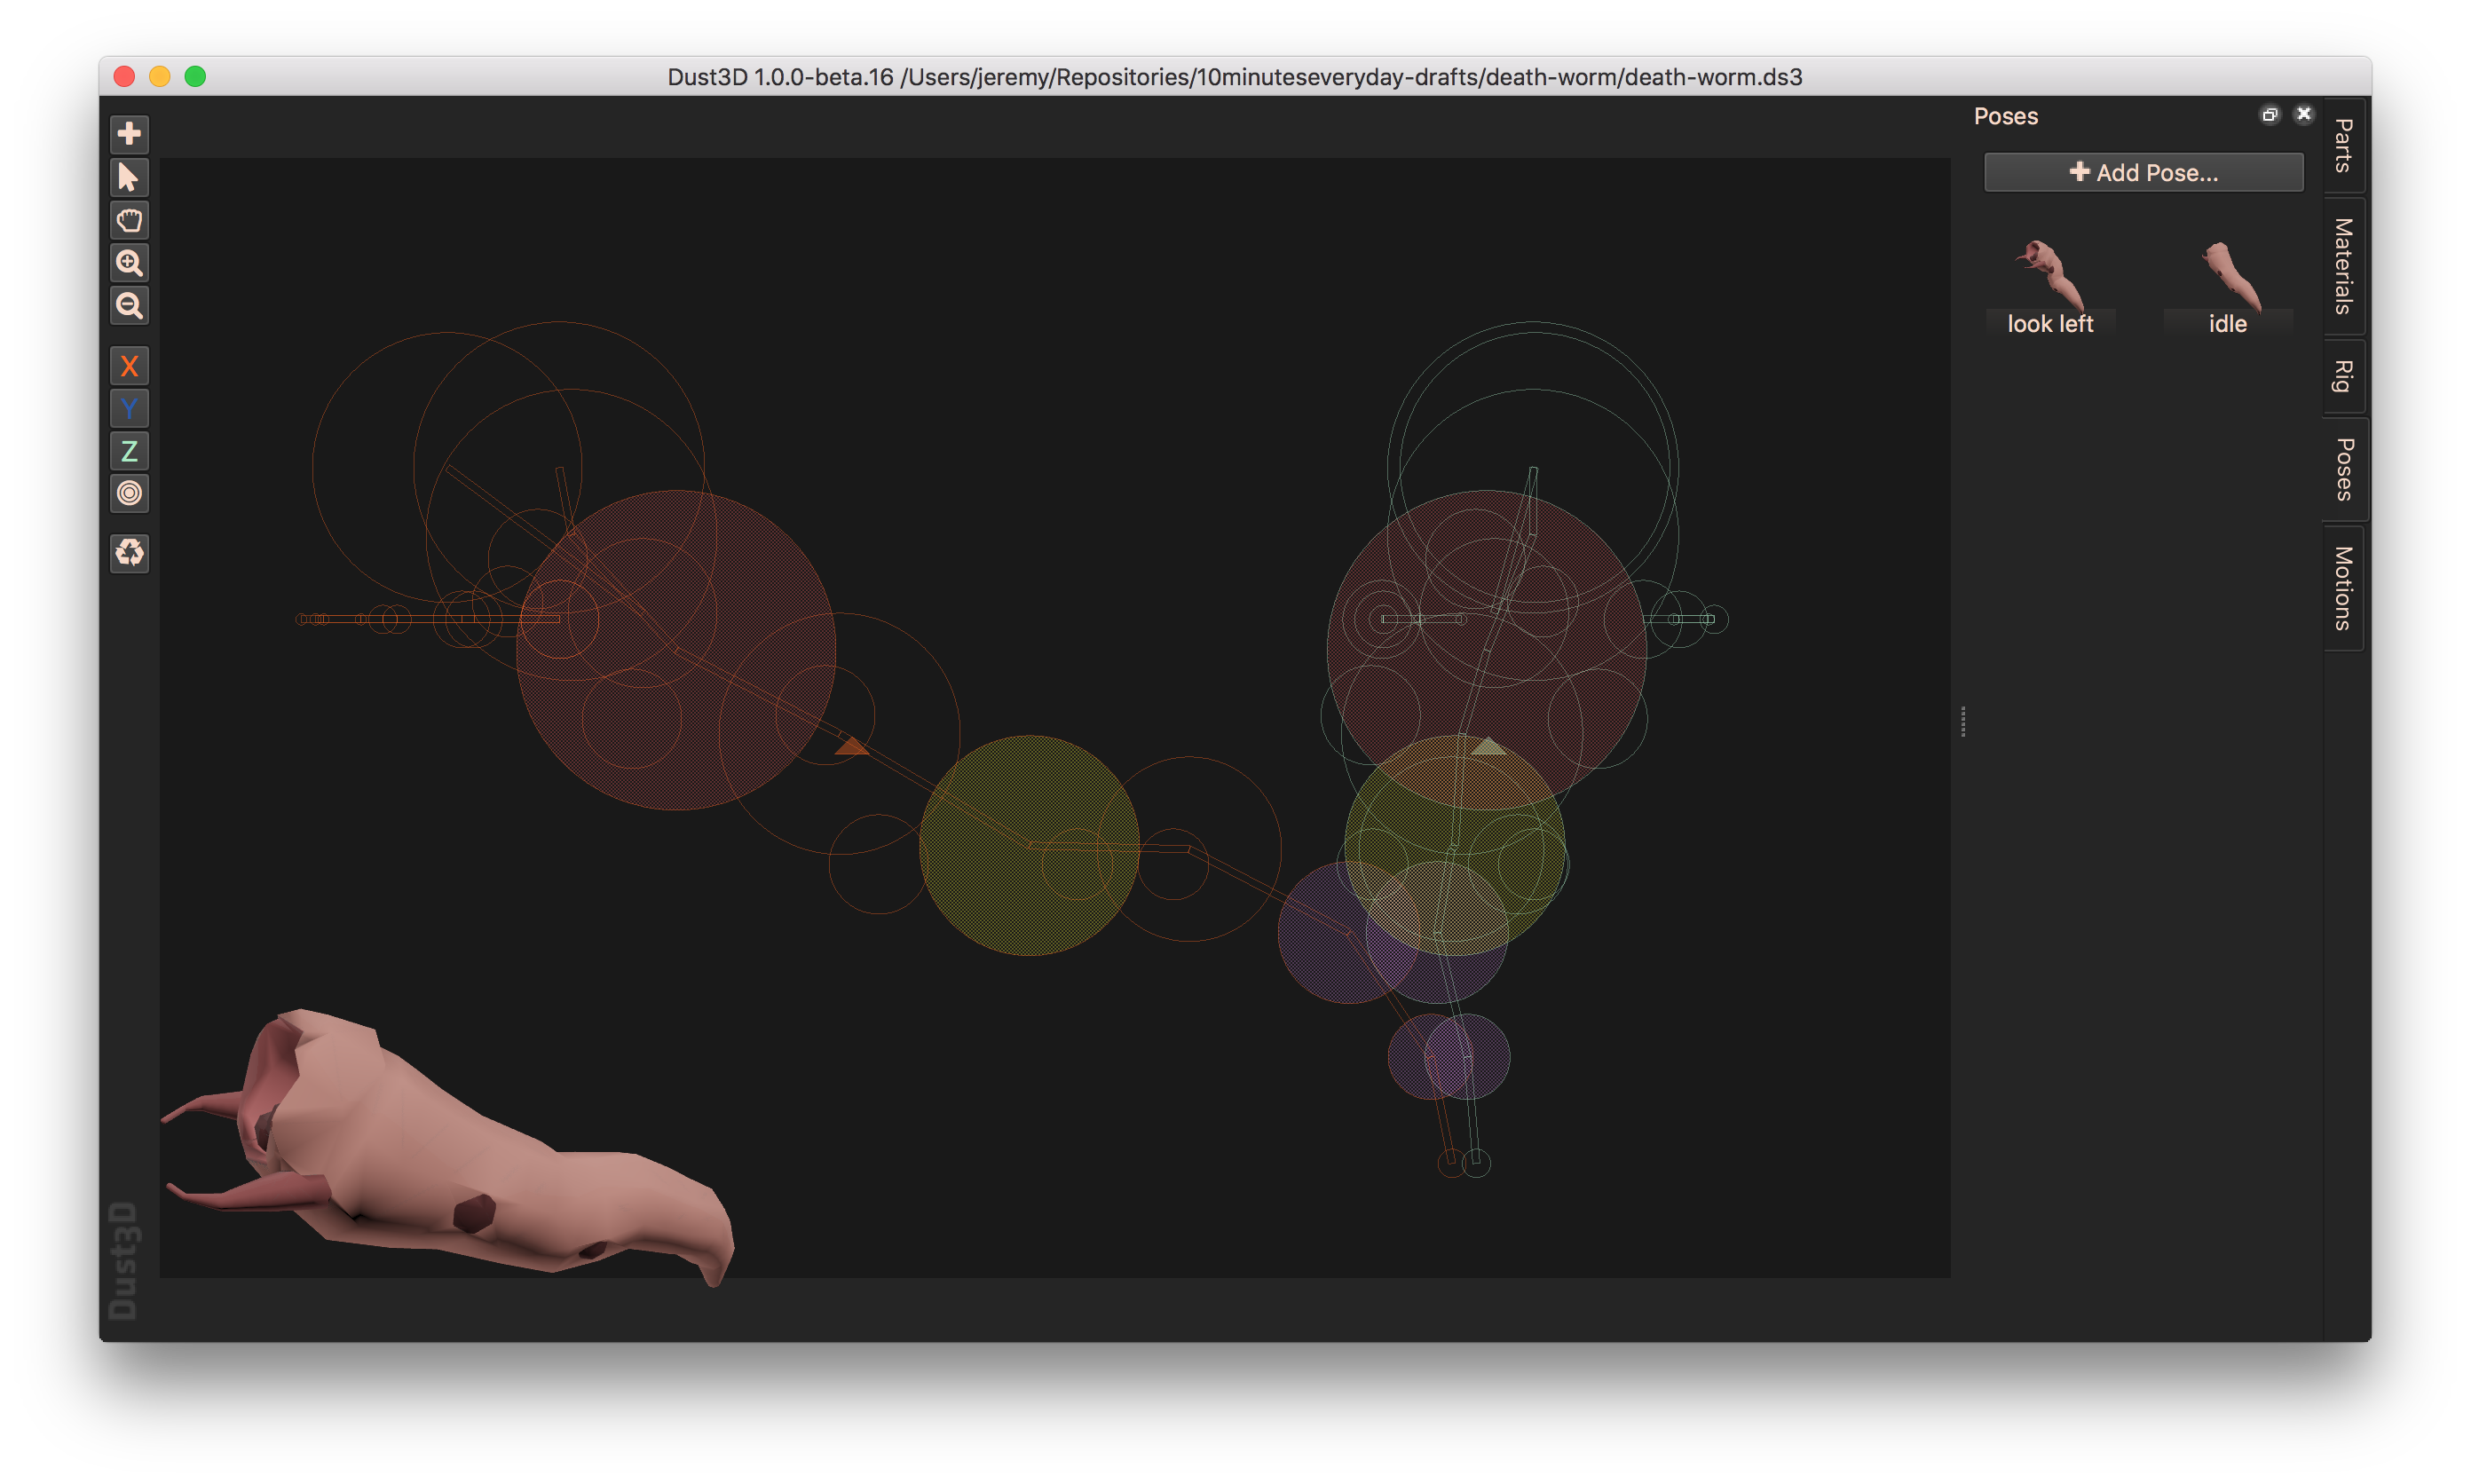 Dust3D 1.0.0-beta.16 /Users/jeremy/Repositories/10minuteseveryday-drafts/death-worm/death-worm.ds3
X
Y
Z
Dust3D
Poses
Add Pose...
look left
idle
Parts
Materials
Rig
Poses
Motions